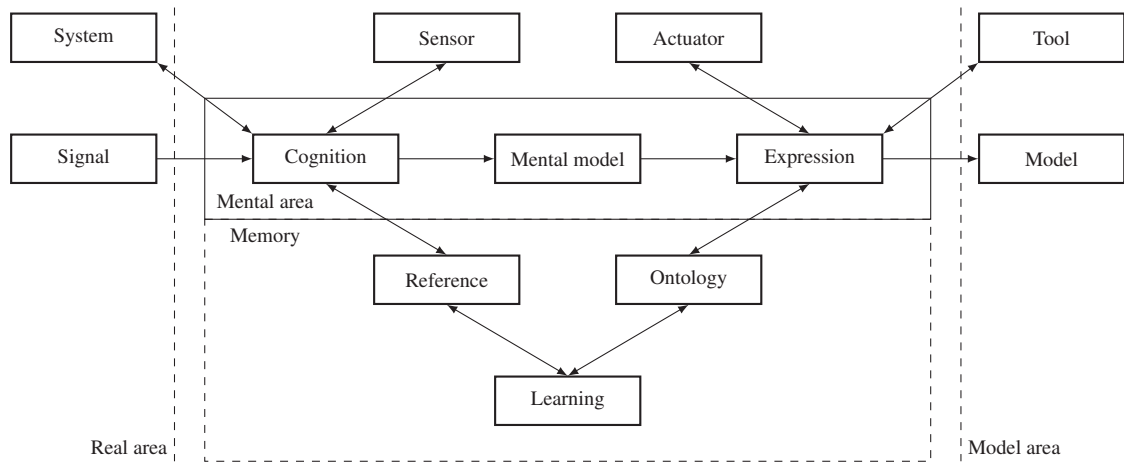 System
Sensor
Actuator
Tool
Signal
Cognition
Mental model
Expression
Model
Mental area
Memory
Reference
Ontology
Learning
Real area
Model area